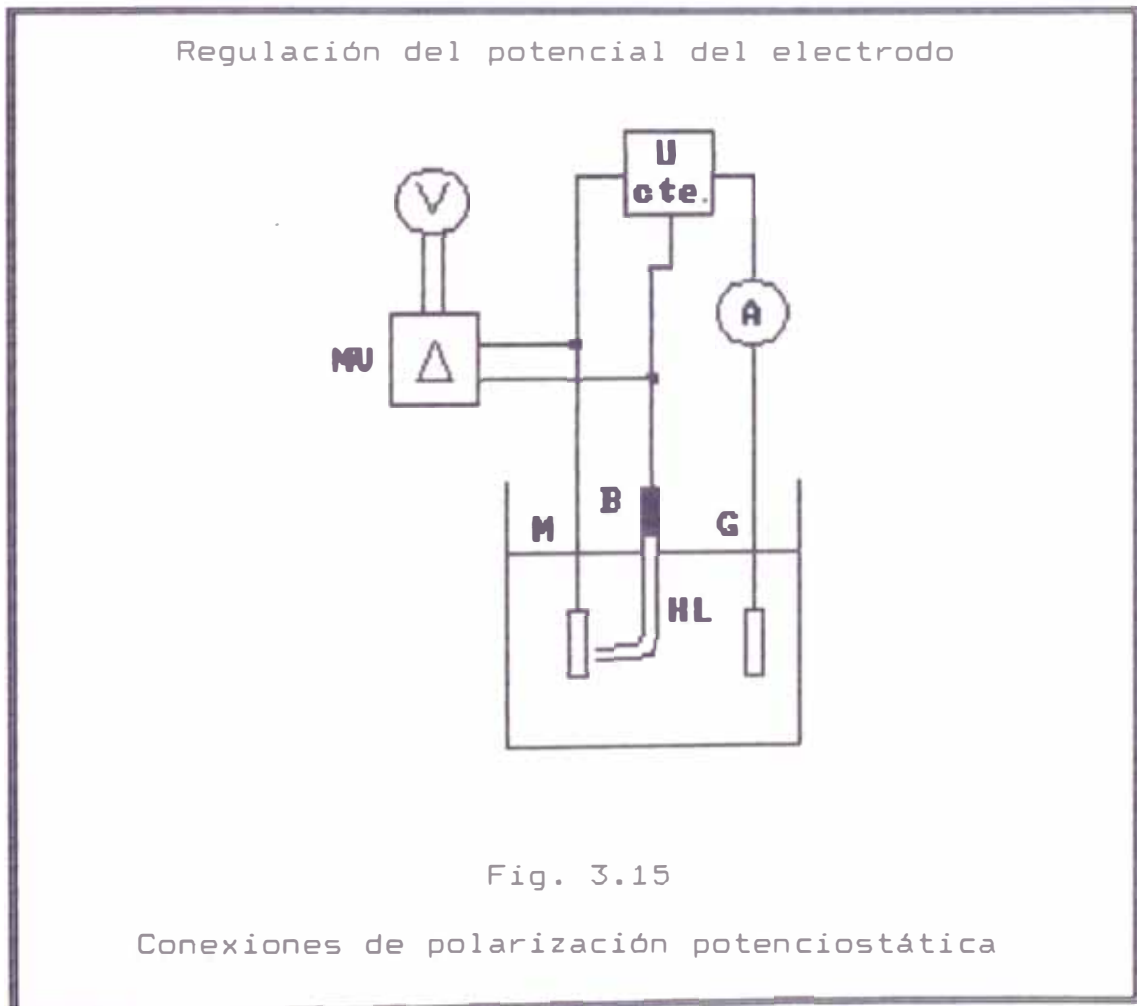 Regulación del potencial del electrodo
U
cte.
V
A
MV
B
M
G
HL
Fig. 3.15
Conexiones de polarización potenciostática